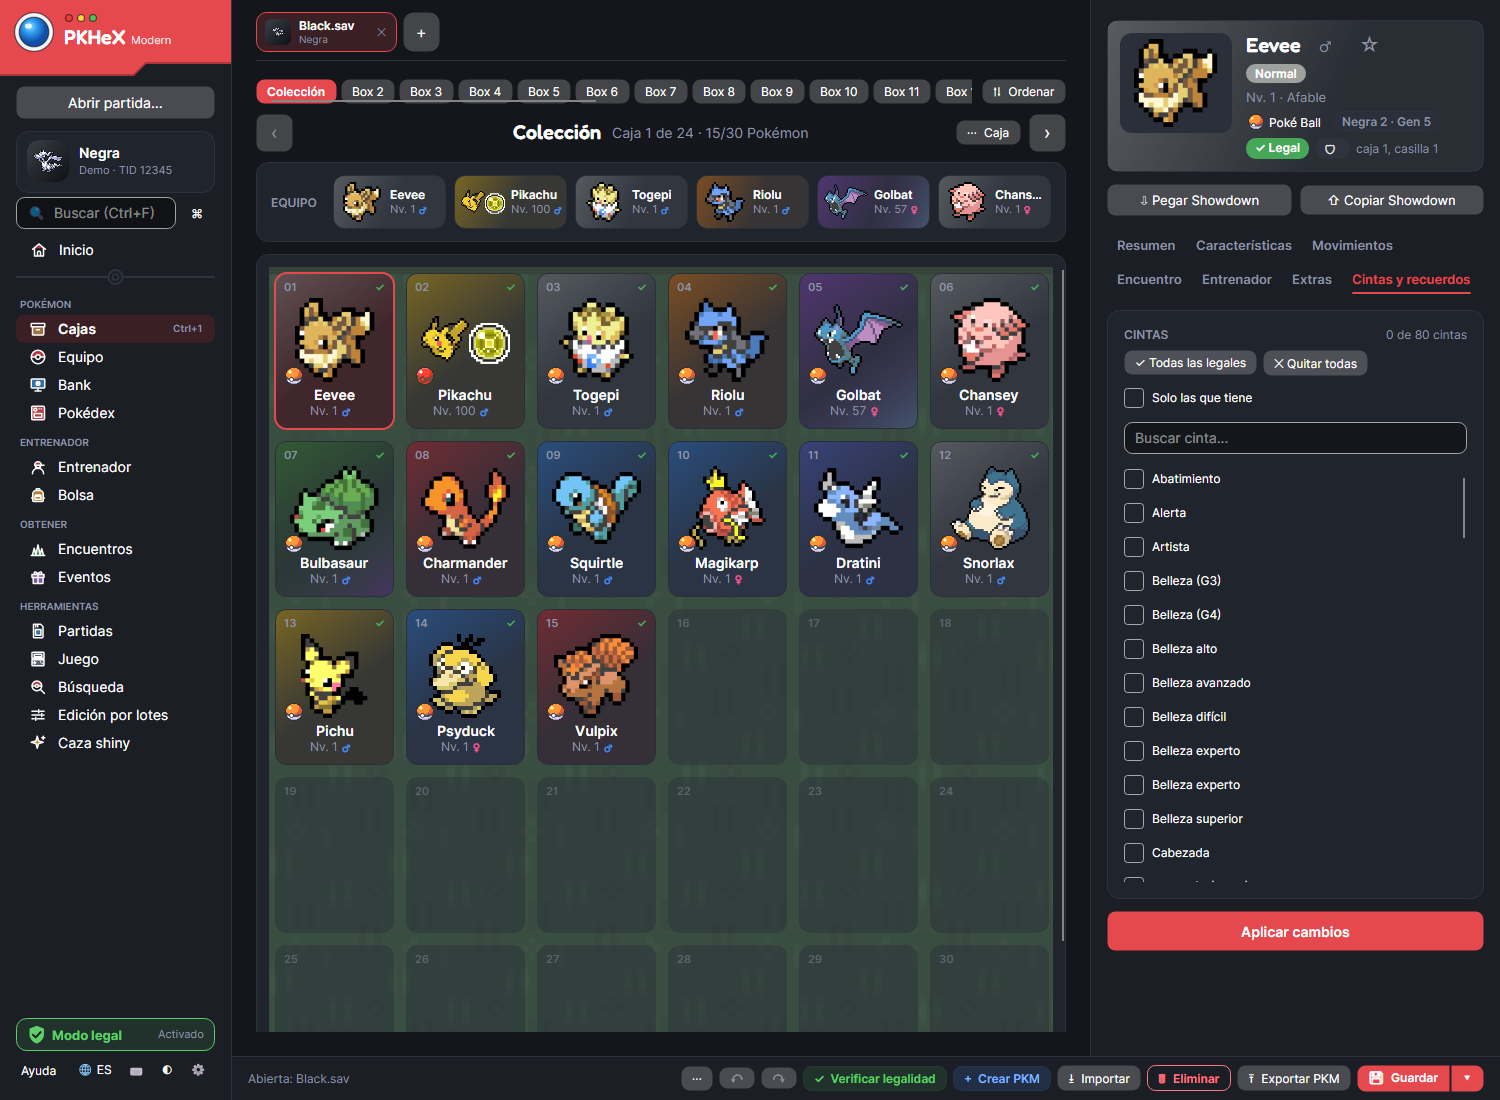 PKHeX Modern
Abrir partida...
Negra
Demo · TID 12345
Buscar (Ctrl+F)
⌘
Inicio
POKÉMON
Cajas Ctrl+1
Equipo
Bank
Pokédex
ENTRENADOR
Entrenador
Bolsa
OBTENER
Encuentros
Eventos
HERRAMIENTAS
Partidas
Juego
Búsqueda
Edición por lotes
Caza shiny
Modo legal Activado
Ayuda ES
Black.sav
Negra
+
Colección Box 2 Box 3 Box 4 Box 5 Box 6 Box 7 Box 8 Box 9 Box 10 Box 11 Box Ordenar
Colección Caja 1 de 24 · 15/30 Pokémon
··· Caja
EQUIPO
Eevee
Nv. 1 ♂
Pikachu
Nv. 100 ♂
Togepi
Nv. 1 ♂
Riolu
Nv. 1 ♂
Golbat
Nv. 57 ♀
Chans...
Nv. 1 ♀
01 ✓
Eevee
Nv. 1 ♂
02 ✓
Pikachu
Nv. 100 ♂
03 ✓
Togepi
Nv. 1 ♂
04 ✓
Riolu
Nv. 1 ♂
05 ✓
Golbat
Nv. 57 ♀
06 ✓
Chansey
Nv. 1 ♀
07 ✓
Bulbasaur
Nv. 1 ♂
08 ✓
Charmander
Nv. 1 ♂
09 ✓
Squirtle
Nv. 1 ♂
10 ✓
Magikarp
Nv. 1 ♀
11 ✓
Dratini
Nv. 1 ♂
12 ✓
Snorlax
Nv. 1 ♂
13 ✓
Pichu
Nv. 1 ♂
14 ✓
Psyduck
Nv. 1 ♀
15 ✓
Vulpix
Nv. 1 ♂
16 17 18
19 20 21 22 23 24
25 26 27 28 29 30
Eevee ♂ ☆
Normal
Nv. 1 · Afable
Poké Ball Negra 2 · Gen 5
✓ Legal caja 1, casilla 1
⇩ Pegar Showdown
⇧ Copiar Showdown
Resumen Características Movimientos
Encuentro Entrenador Extras Cintas y recuerdos
CINTAS 0 de 80 cintas
✓ Todas las legales
✕ Quitar todas
Solo las que tiene
Buscar cinta...
Abatimiento
Alerta
Artista
Belleza (G3)
Belleza (G4)
Belleza alto
Belleza avanzado
Belleza difícil
Belleza experto
Belleza experto
Belleza superior
Cabezada
Aplicar cambios
Abierta: Black.sav
···
✓ Verificar legalidad
+ Crear PKM
Importar
Eliminar
Exportar PKM
Guardar